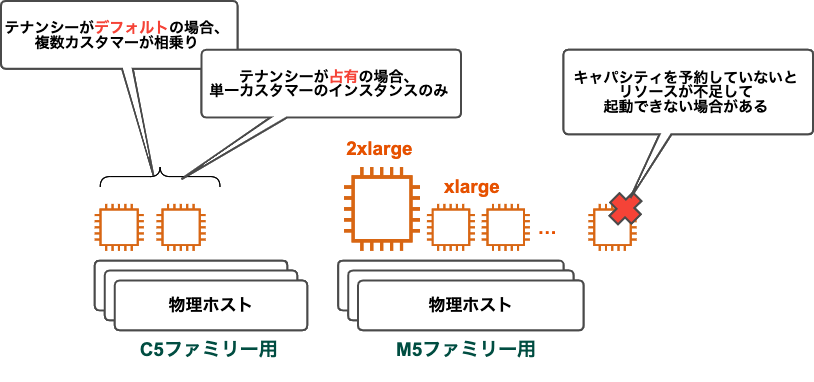 テナンシーがデフォルトの場合、
複数カスタマーが相乗り
テナンシーが占有の場合、
単一カスタマーのインスタンスのみ
キャパシティを予約していないと
リソースが不足して
起動できない場合がある
2xlarge
xlarge
...
物理ホスト
物理ホスト
C5ファミリー用
M5ファミリー用